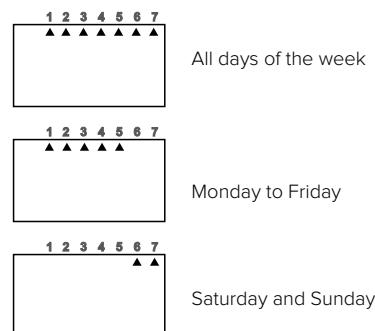 1 2 3 4 5 6 7
All days of the week
1 2 3 4 5 6 7
Monday to Friday
1 2 3 4 5 6 7
Saturday and Sunday